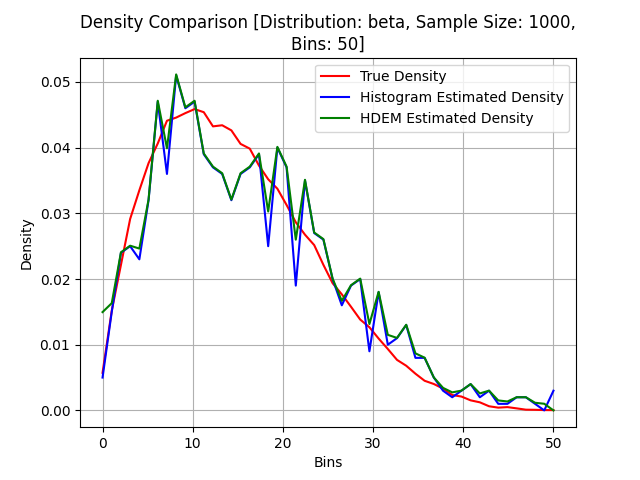 Density Comparison [Distribution: beta, Sample Size: 1000,
Bins: 50]
True Density
Histogram Estimated Density
HDEM Estimated Density
Density
0.05
0.04
0.03
0.02
0.01
0.00
0 10 20 30 40 50
Bins